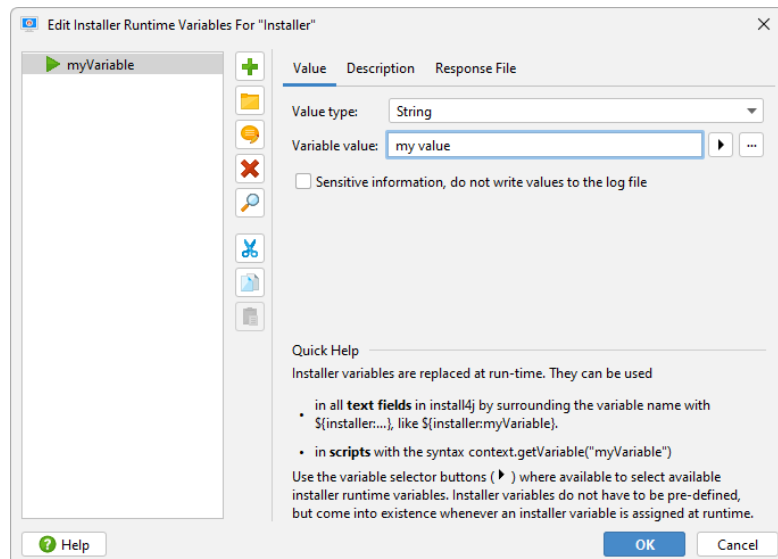 Edit Installer Runtime Variables For "Installer"
myVariable
Value Description Response File
Value type: String
Variable value: my value
...
Sensitive information, do not write values to the log file
Quick Help
Installer variables are replaced at run-time. They can be used
• in all text fields in install4j by surrounding the variable name with
${installer:...}, like ${installer:myVariable}.
• in scripts with the syntax context.getVariable("myVariable")
Use the variable selector buttons ( ) where available to select available
installer runtime variables. Installer variables do not have to be pre-defined,
but come into existence whenever an installer variable is assigned at runtime.
Help OK Cancel